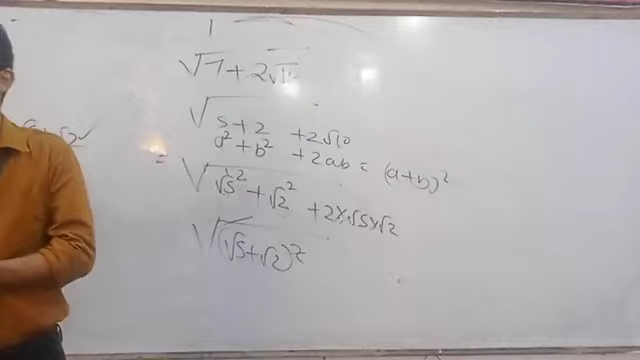 1
√7+2√10
√5+2 +2√10
a²+b² +2ab = (a+b)²
= √√5²+√2² +2×√5×√2
√(√5+√2)²
√2 ✓